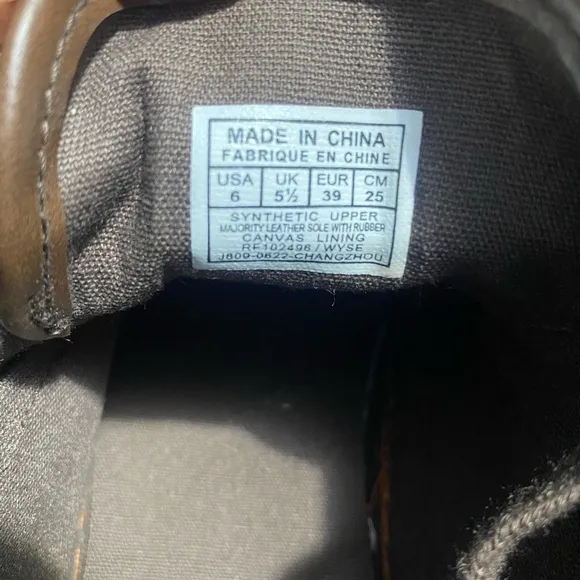 MADE IN CHINA
FABRIQUE EN CHINE
USA UK EUR CM
6 5½ 39 25
SYNTHETIC UPPER
MAJORITY LEATHER SOLE WITH RUBBER
CANVAS LINING
RF102496 / WYSE
J809-0622-CHANGZHOU